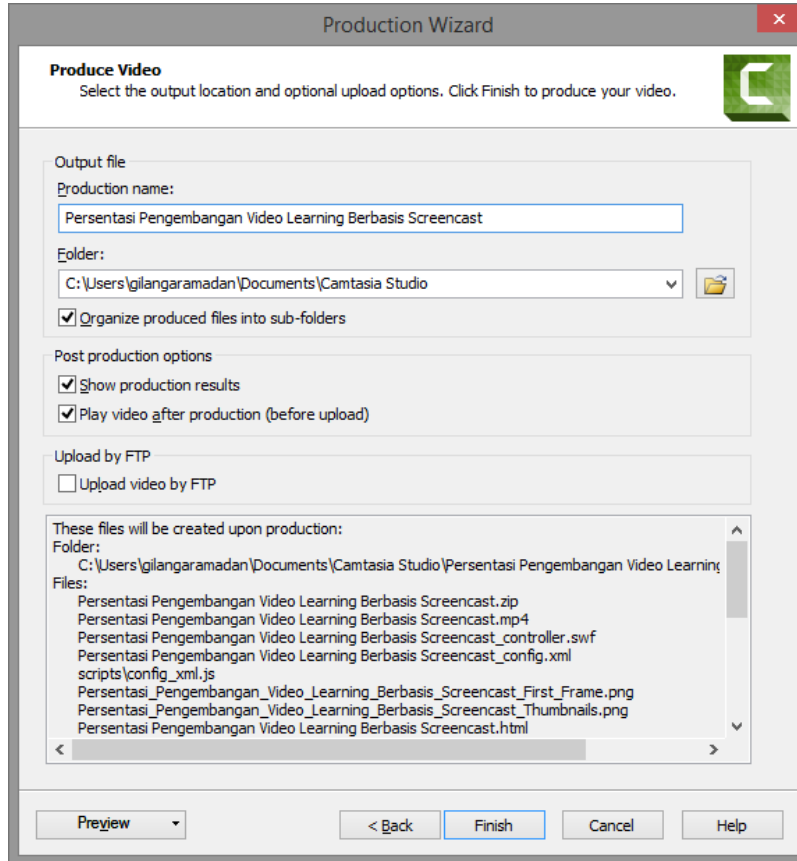 Production Wizard
Produce Video
Select the output location and optional upload options. Click Finish to produce your video.
Output file
Production name:
Persentasi Pengembangan Video Learning Berbasis Screencast
Folder:
C:\Users\gilangaramadan\Documents\Camtasia Studio
Organize produced files into sub-folders
Post production options
Show production results
Play video after production (before upload)
Upload by FTP
Upload video by FTP
These files will be created upon production:
Folder:
C:\Users\gilangaramadan\Documents\Camtasia Studio\Persentasi Pengembangan Video Learning
Files:
Persentasi Pengembangan Video Learning Berbasis Screencast.zip
Persentasi Pengembangan Video Learning Berbasis Screencast.mp4
Persentasi Pengembangan Video Learning Berbasis Screencast_controller.swf
Persentasi Pengembangan Video Learning Berbasis Screencast_config.xml
scripts\config_xml.js
Persentasi_Pengembangan_Video_Learning_Berbasis_Screencast_First_Frame.png
Persentasi_Pengembangan_Video_Learning_Berbasis_Screencast_Thumbnails.png
Persentasi Pengembangan Video Learning Berbasis Screencast.html
Preview
< Back
Finish
Cancel
Help